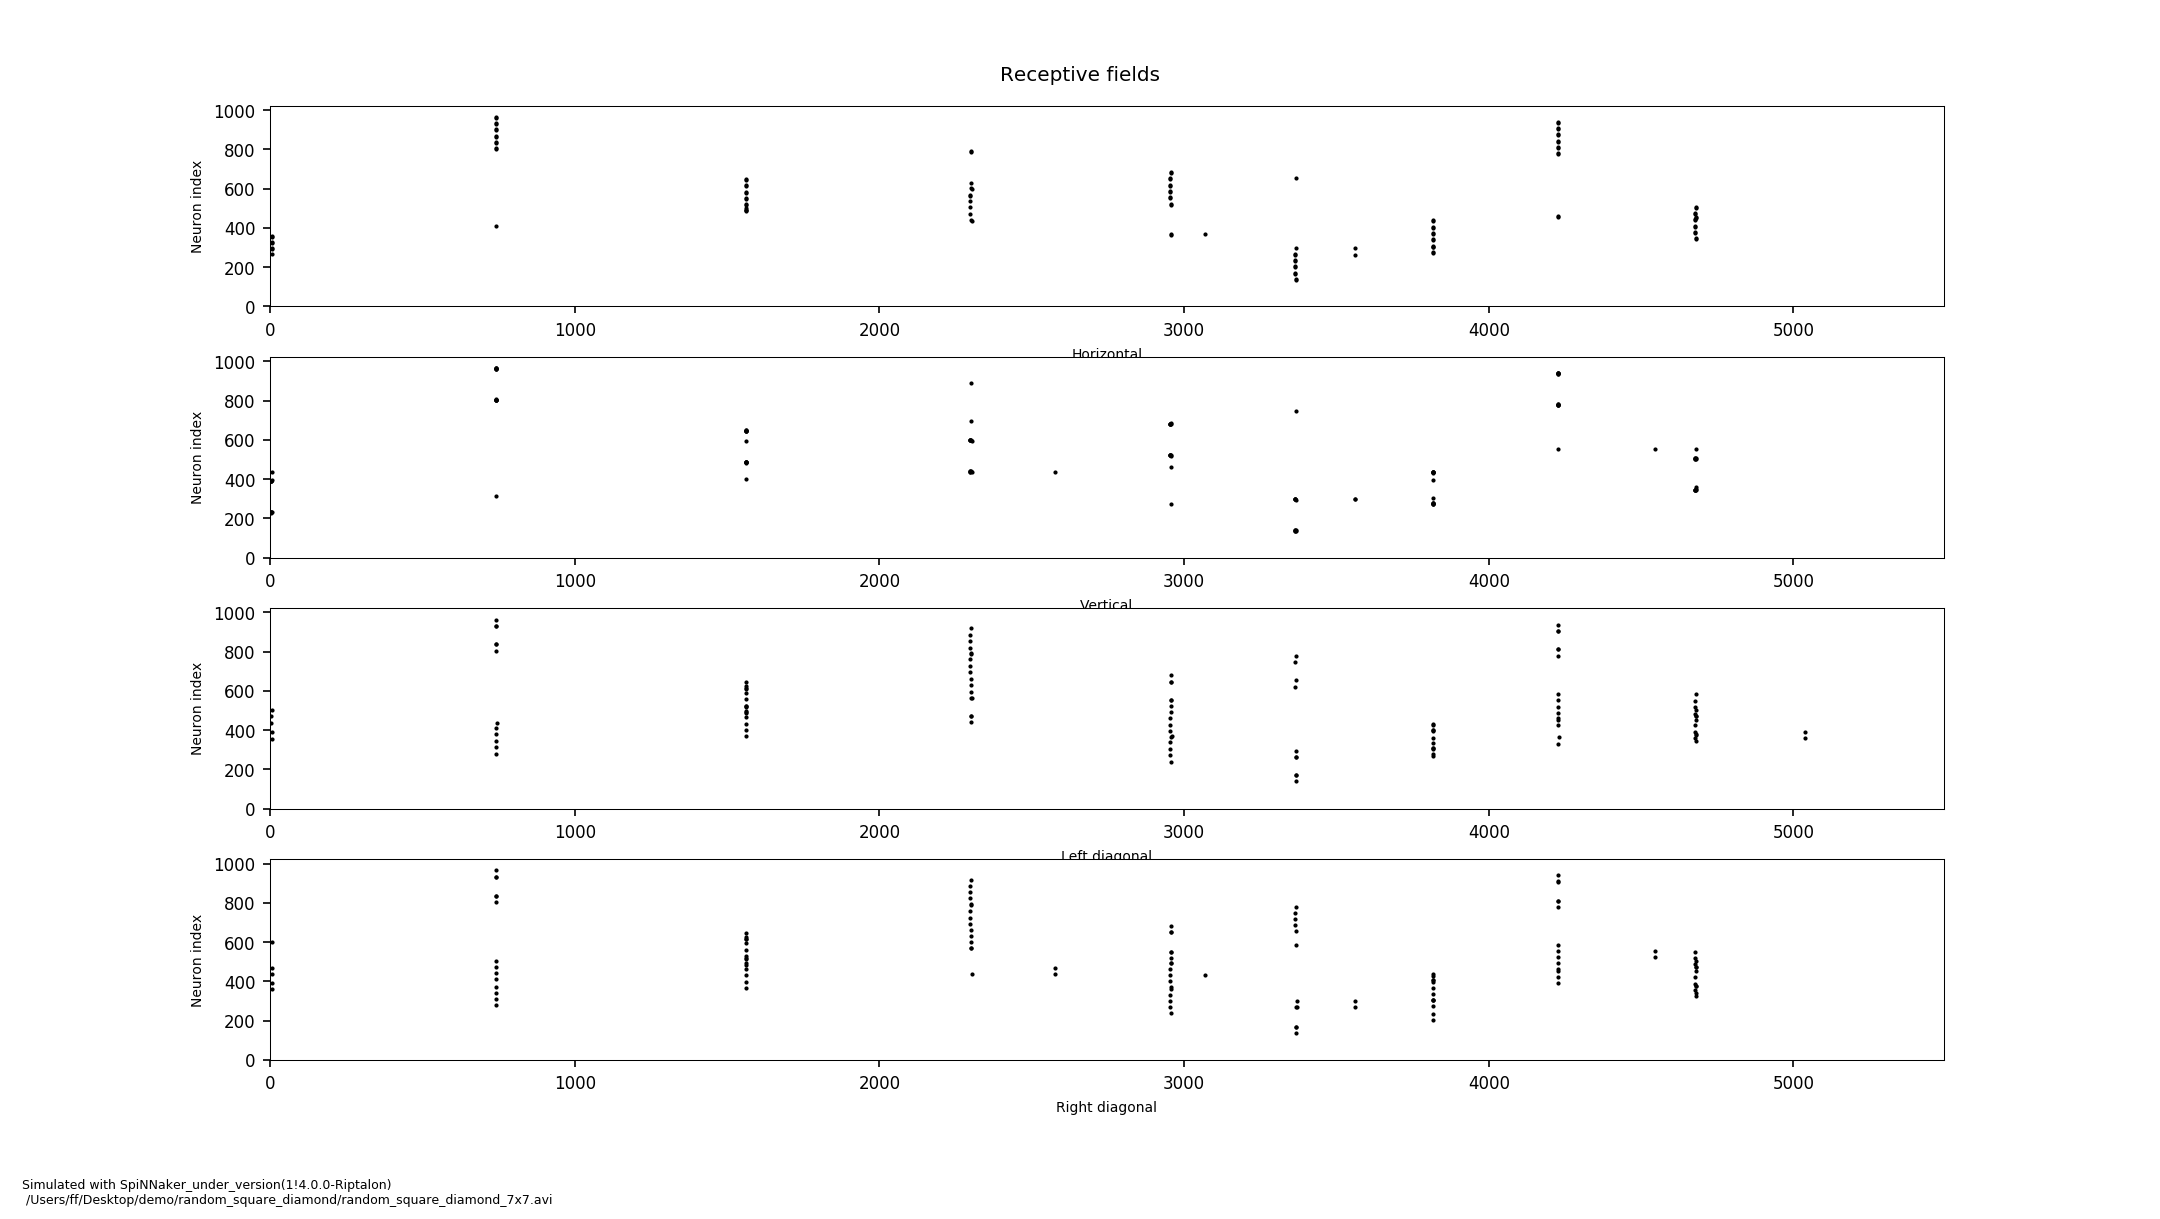 Receptive fields
1000
800
600
400
200
0
Neuron index
0 1000 2000 3000 4000 5000
Horizontal
1000
800
600
400
200
0
Neuron index
0 1000 2000 3000 4000 5000
Vertical
1000
800
600
400
200
0
Neuron index
0 1000 2000 3000 4000 5000
Left diagonal
1000
800
600
400
200
0
Neuron index
0 1000 2000 3000 4000 5000
Right diagonal
Simulated with SpiNNaker_under_version(1!4.0.0-Riptalon)
/Users/ff/Desktop/demo/random_square_diamond/random_square_diamond_7x7.avi